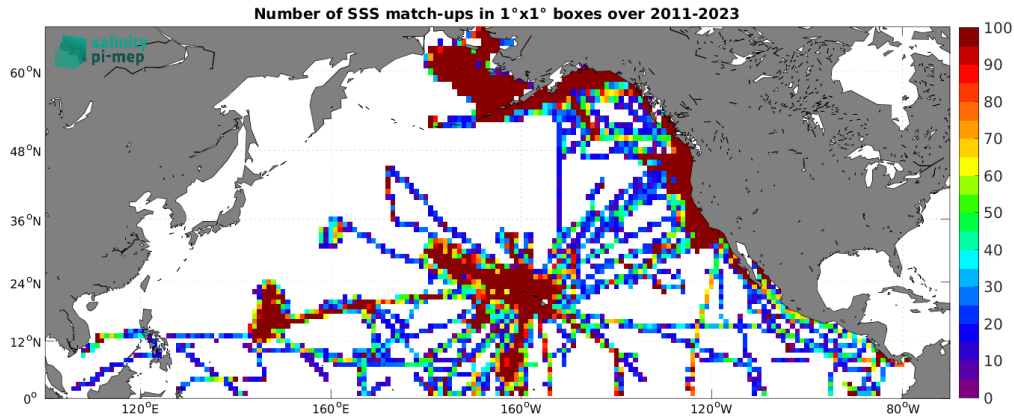 Number of SSS match-ups in 1°x1° boxes over 2011-2023
salinity
pi-mep
60°N
48°N
36°N
24°N
12°N
0°
120°E
160°E
160°W
120°W
80°W
100
90
80
70
60
50
40
30
20
10
0